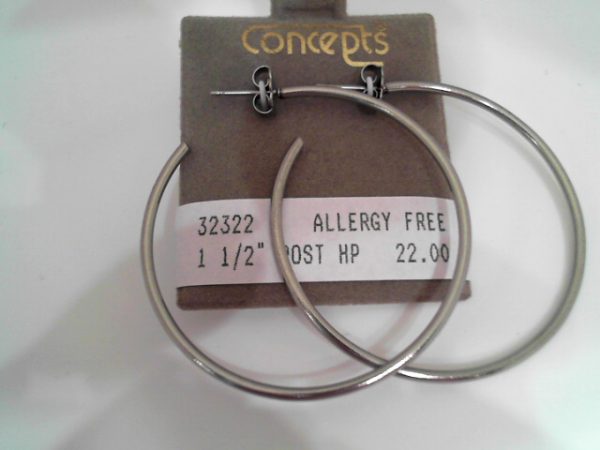 Concepts
32322 ALLERGY FREE
1 1/2" POST HP 22.00